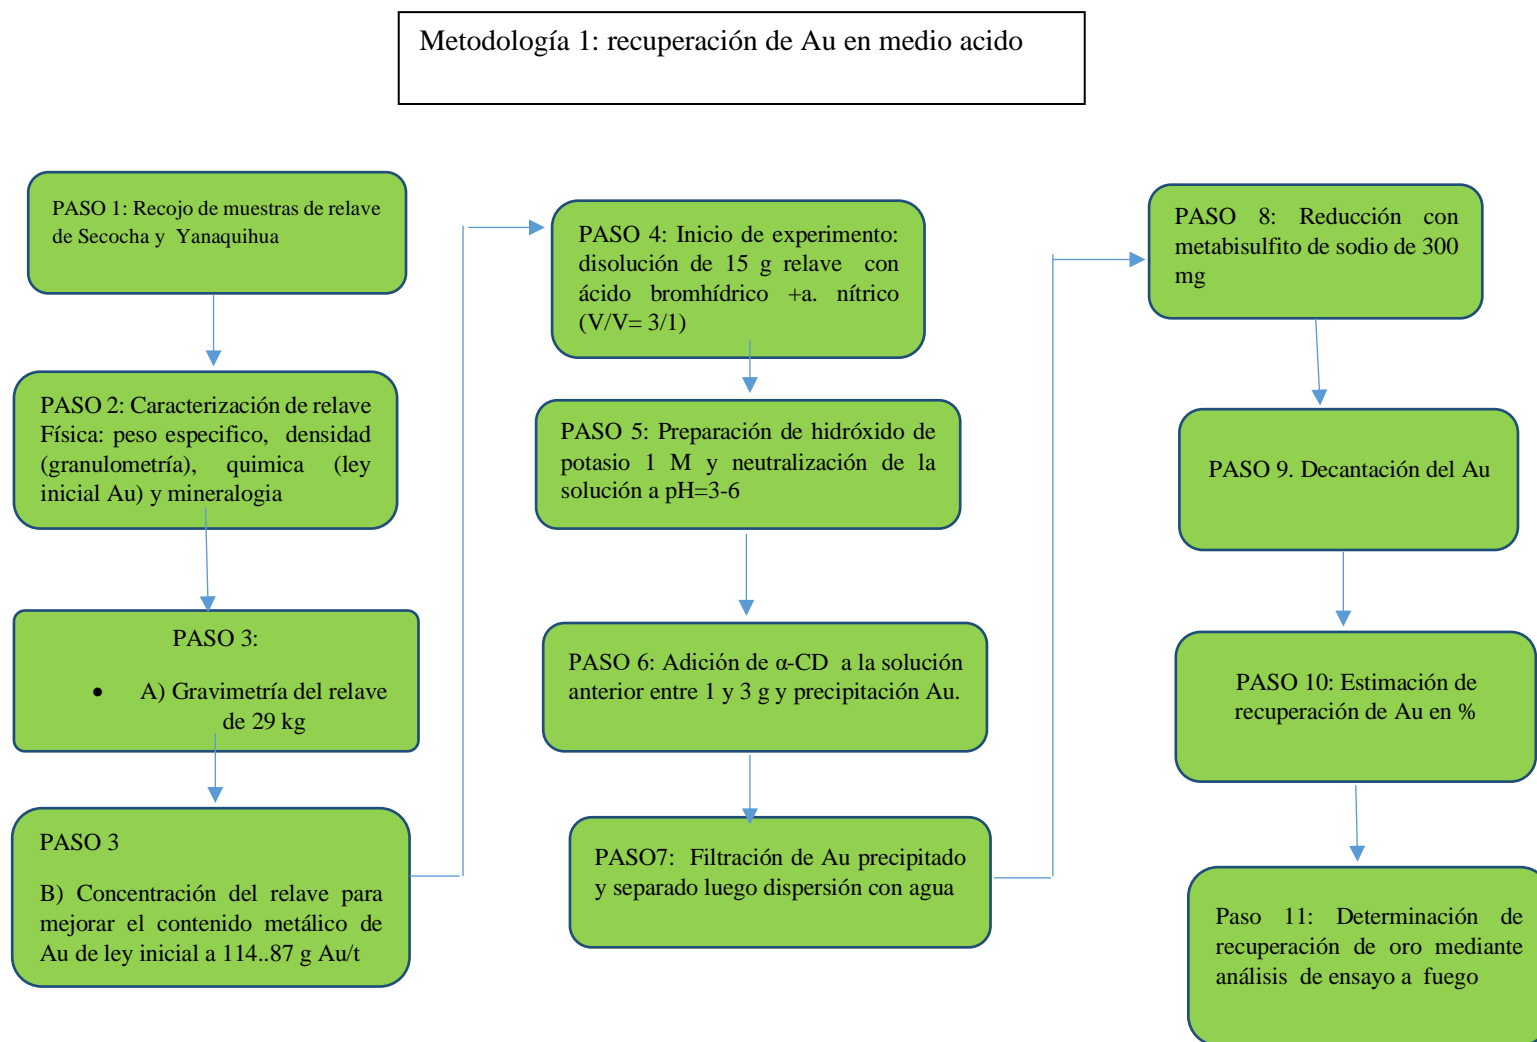 Metodología 1: recuperación de Au en medio acido
PASO 1: Recojo de muestras de relave
de Secocha y Yanaquihua
PASO 2: Caracterización de relave
Física: peso especifico, densidad
(granulometría), quimica (ley
inicial Au) y mineralogia
PASO 3:
• A) Gravimetría del relave
de 29 kg
PASO 3
B) Concentración del relave para
mejorar el contenido metálico de
Au de ley inicial a 114..87 g Au/t
PASO 4: Inicio de experimento:
disolución de 15 g relave con
ácido bromhídrico +a. nítrico
(V/V= 3/1)
PASO 5: Preparación de hidróxido de
potasio 1 M y neutralización de la
solución a pH=3-6
PASO 6: Adición de α-CD a la solución
anterior entre 1 y 3 g y precipitación Au.
PASO7: Filtración de Au precipitado
y separado luego dispersión con agua
PASO 8: Reducción con
metabisulfito de sodio de 300
mg
PASO 9. Decantación del Au
PASO 10: Estimación de
recuperación de Au en %
Paso 11: Determinación de
recuperación de oro mediante
análisis de ensayo a fuego